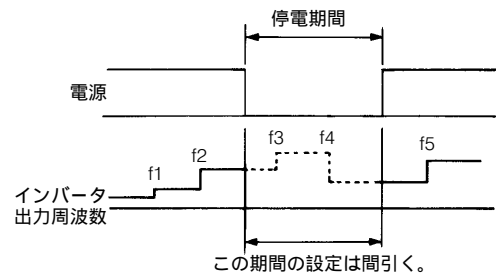 停電期間
電源
f3 f4
f2 f5
f1
インバータ
出力周波数
この期間の設定は間引く。